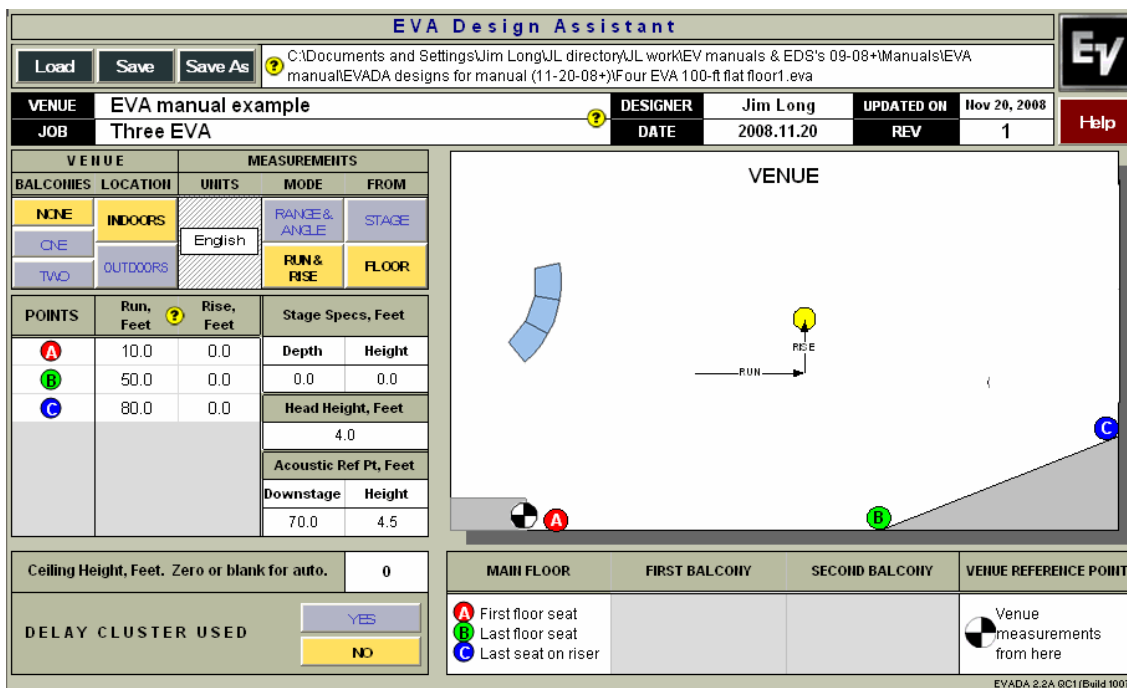 EVA Design Assistant
Load Save Save As ? C:\Documents and Settings\Jim Long\JL directory\JL work\EV manuals & EDS's 09-08+\Manuals\EVA
manual\EVADA designs for manual (11-20-08+)\Four EVA 100-ft flat floor1.eva
EV
VENUE EVA manual example ? DESIGNER Jim Long UPDATED ON Nov 20, 2008
JOB Three EVA DATE 2008.11.20 REV 1
Help
VENUE MEASUREMENTS
BALCONIES LOCATION UNITS MODE FROM
NONE INDOORS RANGE & ANGLE STAGE
ONE English
TWO OUTDOORS RUN & RISE FLOOR
POINTS Run, Feet ? Rise, Feet Stage Specs, Feet
A 10.0 0.0 Depth Height
B 50.0 0.0 0.0 0.0
C 80.0 0.0 Head Height, Feet
4.0
Acoustic Ref Pt, Feet
Downstage Height
70.0 4.5
VENUE
RISE
RUN
C
B
A
Ceiling Height, Feet. Zero or blank for auto. 0
DELAY CLUSTER USED YES
NO
MAIN FLOOR FIRST BALCONY SECOND BALCONY VENUE REFERENCE POINT
A First floor seat
B Last floor seat
C Last seat on riser
Venue
measurements
from here
EVADA 2.2A QC1 (Build 1007